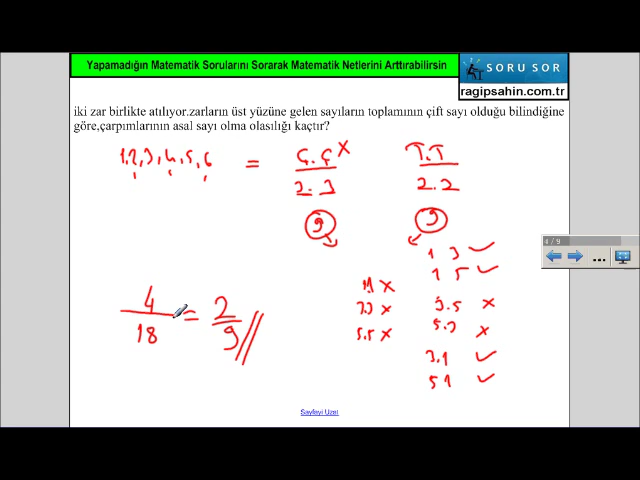 Yapamadığın Matematik Sorularını Sorarak Matematik Netlerini Arttırabilirsin
SORU SOR
ragipsahin.com.tr
iki zar birlikte atılıyor.zarların üst yüzüne gelen sayıların toplamının çift sayı olduğu bilindiğine
göre,çarpımlarının asal sayı olma olasılığı kaçtır?
1,2,3,4,5,6 = Ç.Ç x T.T
2.3 2.2
9 9
4 / 9
...
1 3 ✓
1 5 ✓
1.1 x
3.3 x 3.5 x
5.5 x 5.3 x
3.1 ✓
5 1 ✓
4/18 = 2/9 //
Sayfayı Uzat